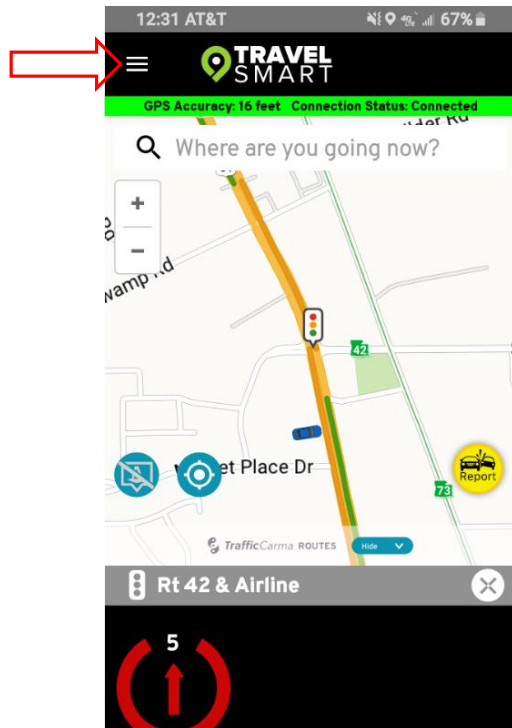 12:31 AT&T 67%
TRAVEL
SMART
GPS Accuracy: 16 feet Connection Status: Connected
Where are you going now?
+
-
wamp Rd
42
et Place Dr
Report
73
TrafficCarma ROUTES Hide
Rt 42 & Airline
5